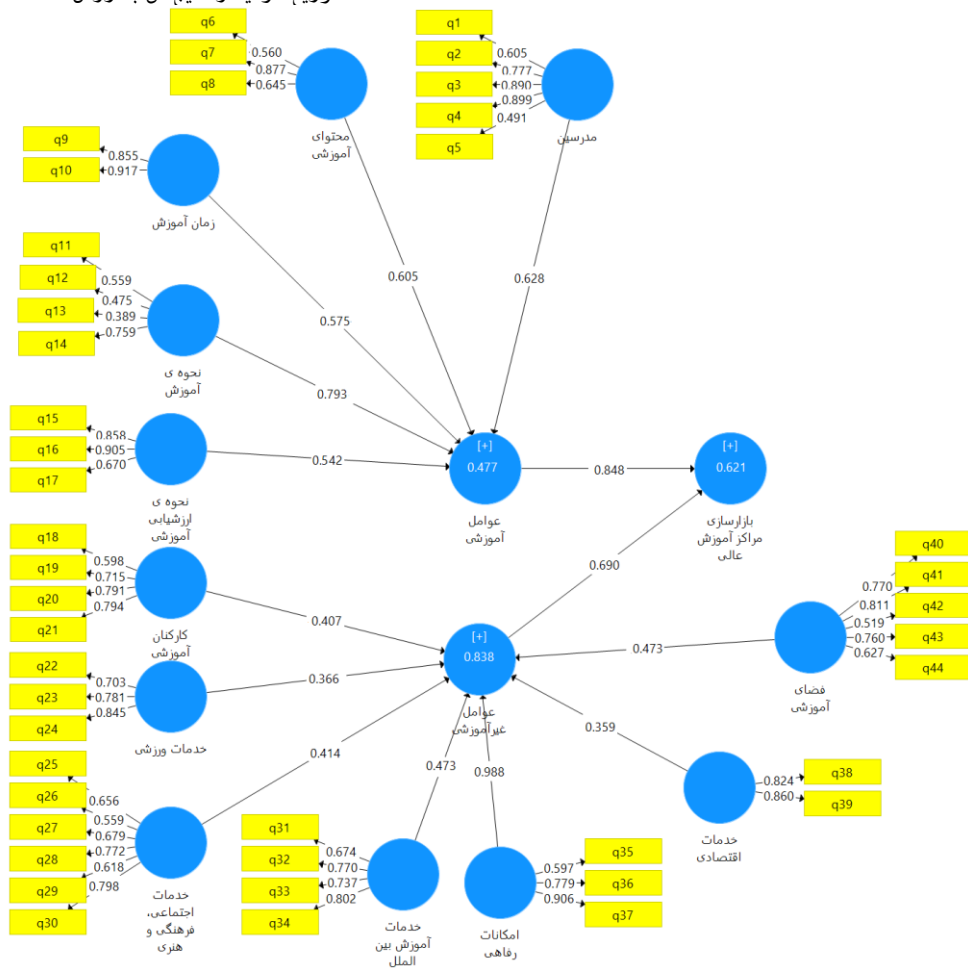 q6
q7
q8
0.560
0.877
0.645
محتوای
آموزشی
q1
q2
q3
q4
q5
0.605
0.777
0.890
0.899
0.491
مدرسین
q9
q10
0.855
0.917
زمان آموزش
q11
q12
q13
q14
0.559
0.475
0.389
0.759
نحوه ی
آموزش
0.605
0.628
0.575
0.793
q15
q16
q17
0.858
0.905
0.670
نحوه ی
ارزشیابی
آموزشی
0.542
[+]
0.477
عوامل
آموزشی
0.848
[+]
0.621
بازارسازی
مراکز آموزش
عالی
0.690
q18
q19
q20
q21
0.598
0.715
0.791
0.794
کارکنان
آموزشی
0.407
q22
q23
q24
0.703
0.781
0.845
خدمات ورزشی
0.366
[+]
0.838
عوامل
غیرآموزشی
0.473
q40
q41
q42
q43
q44
0.770
0.811
0.519
0.760
0.627
فضای
آموزشی
q25
q26
q27
q28
q29
q30
0.656
0.559
0.679
0.772
0.618
0.798
خدمات
اجتماعی،
فرهنگی و
هنری
0.414
0.473
0.988
0.359
q31
q32
q33
q34
0.674
0.770
0.737
0.802
خدمات
آموزش بین
الملل
q35
q36
q37
0.597
0.779
0.906
امکانات
رفاهی
q38
q39
0.824
0.860
خدمات
اقتصادی